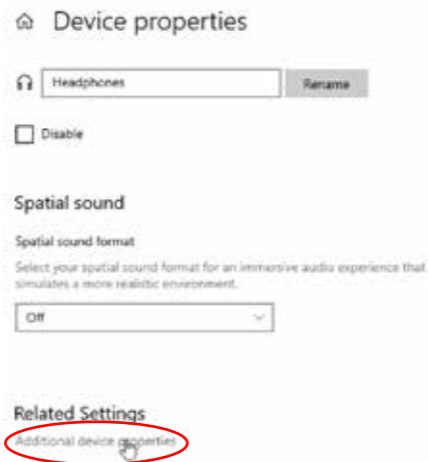 Device properties
Headphones
Rename
Disable
Spatial sound
Spatial sound format
Select your spatial sound format for an immersive audio experience that
simulates a more realistic environment.
Off
Related Settings
Additional device properties